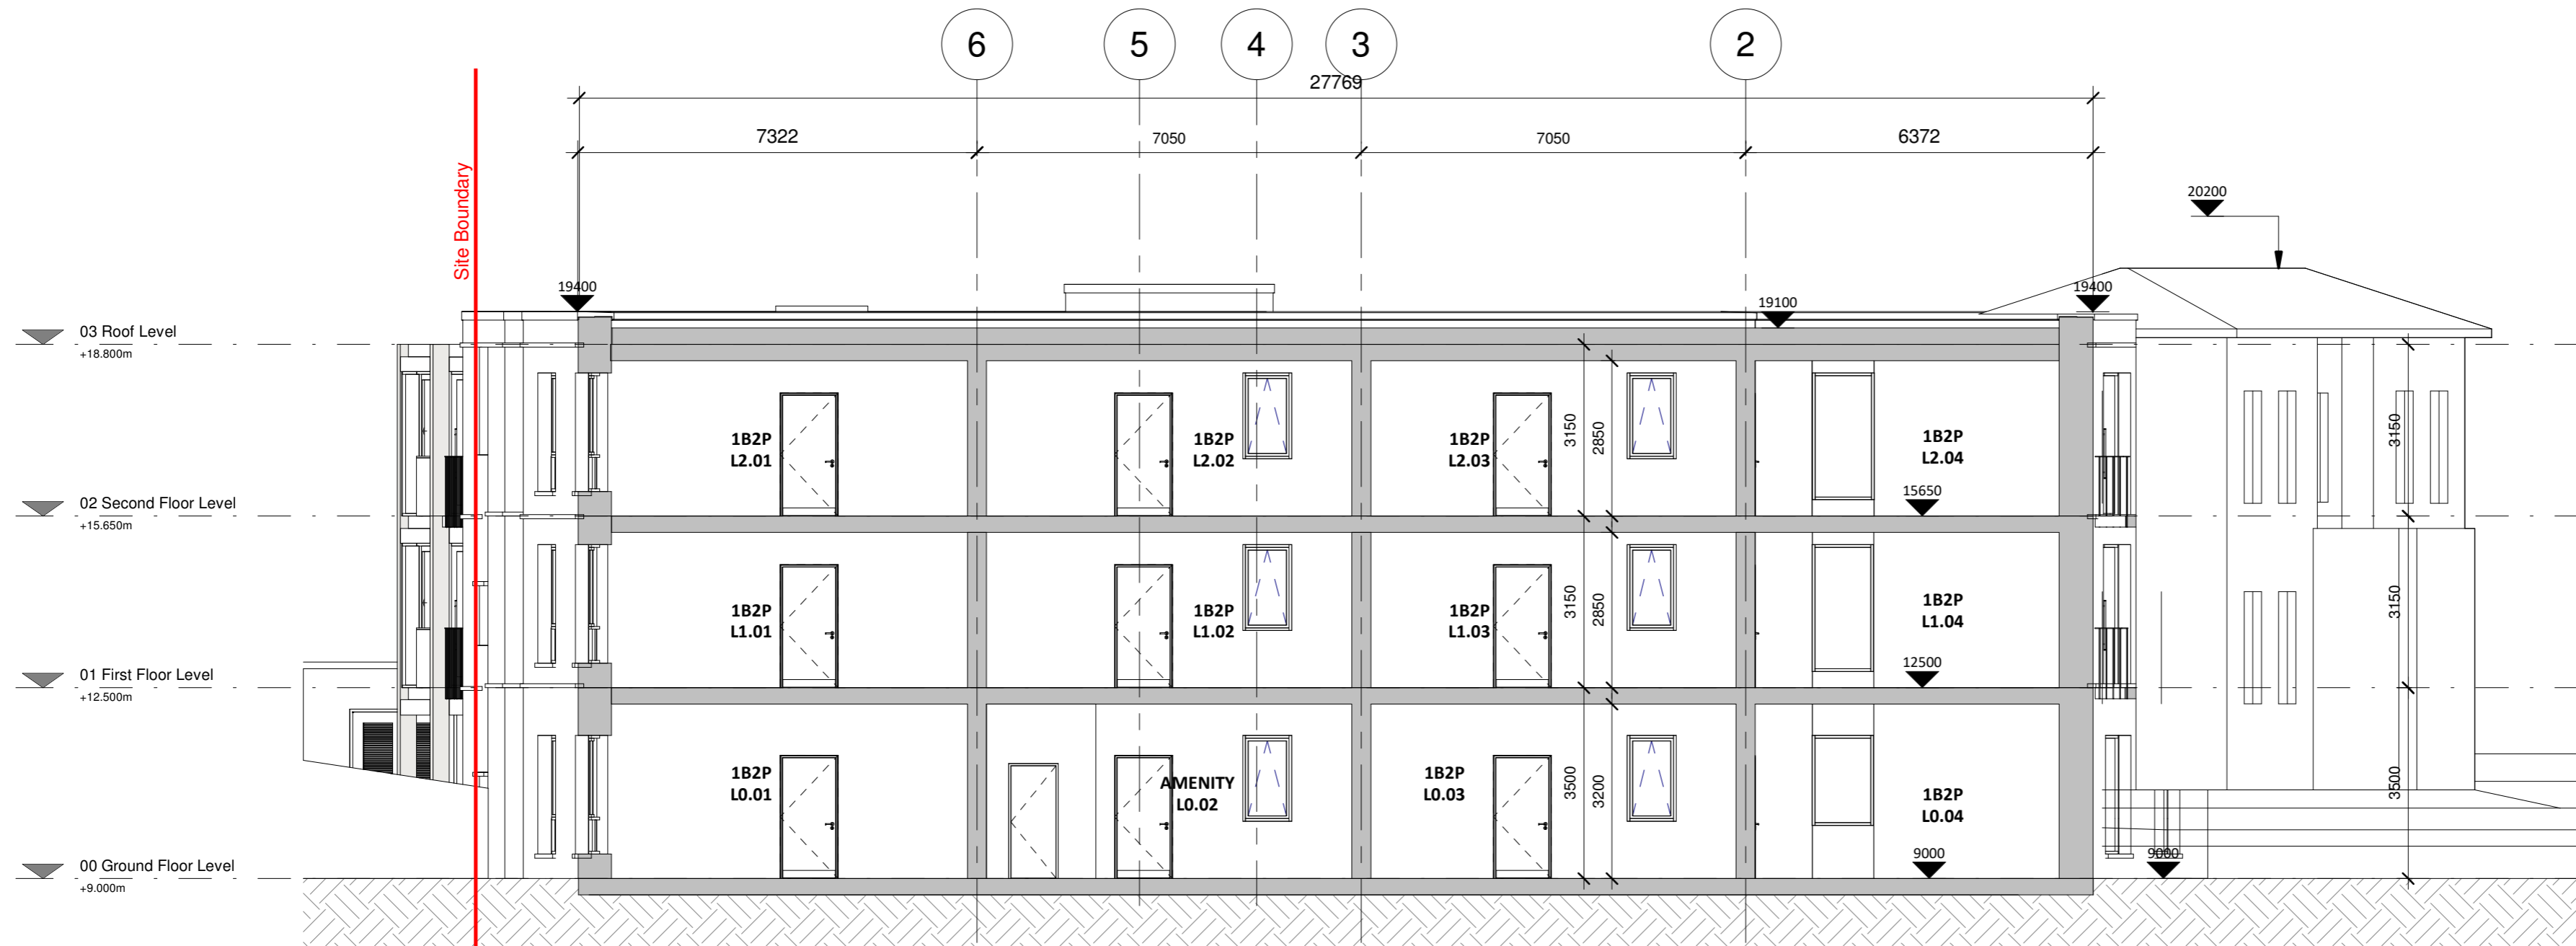 6 5 4 3 2
27769
7322 7050 7050 6372
Site Boundary
20200
19400 19100 19400
03 Roof Level
+18.800m
1B2P
L2.01
1B2P
L2.02
1B2P
L2.03
3150
2850
1B2P
L2.04
3150
02 Second Floor Level
+15.650m
15650
1B2P
L1.01
1B2P
L1.02
1B2P
L1.03
3150
2850
1B2P
L1.04
3150
01 First Floor Level
+12.500m
12500
1B2P
L0.01
AMENITY
L0.02
1B2P
L0.03
3500
3200
1B2P
L0.04
3500
00 Ground Floor Level
+9.000m
9000
9000